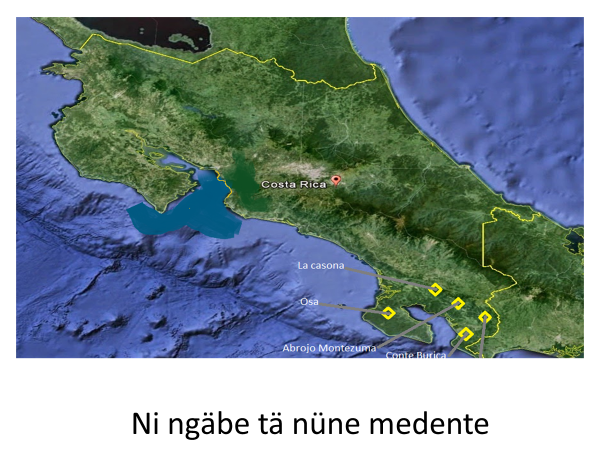 Costa Rica
La casona
Osa
Abrojo Montezuma
Conte Burica
Ni ngäbe tä nüne medente